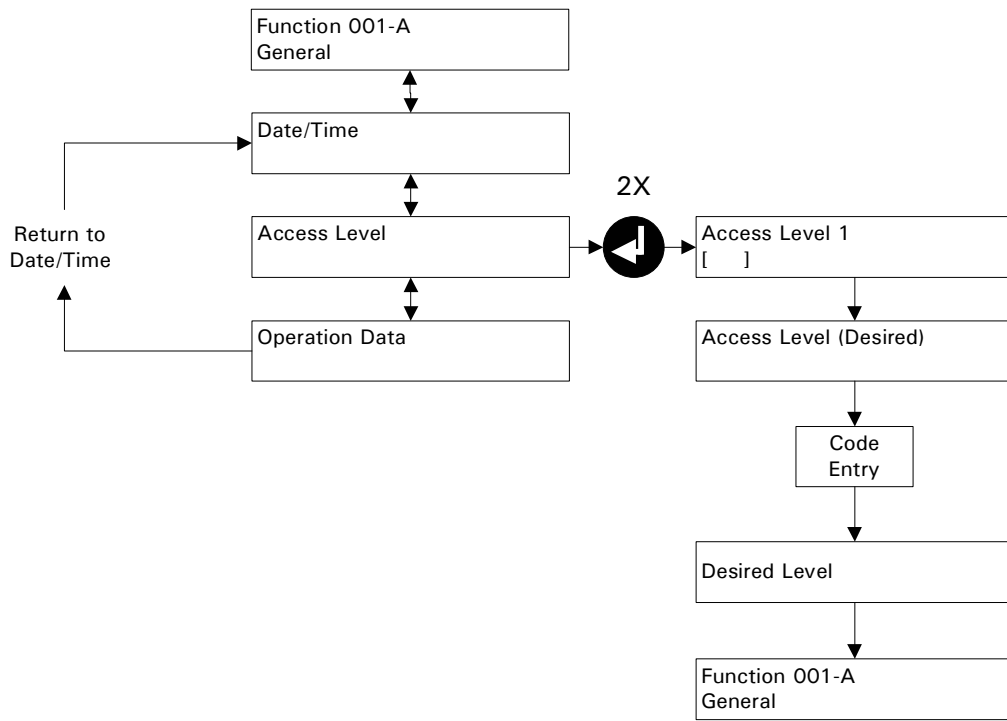 Function 001-A
General
Date/Time
2X
Return to
Date/Time
Access Level
Access Level 1
[ ]
Operation Data
Access Level (Desired)
Code
Entry
Desired Level
Function 001-A
General